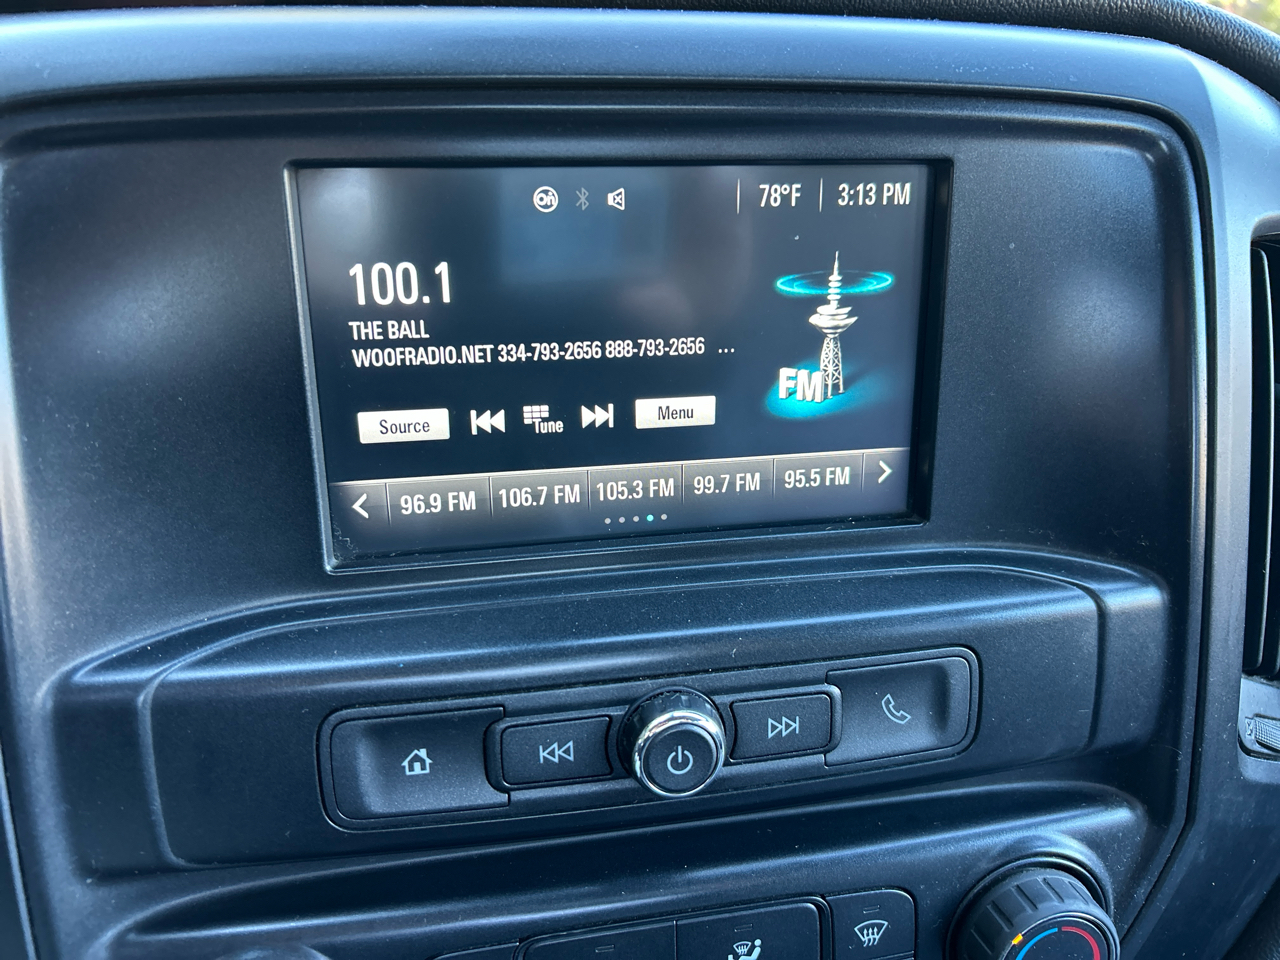 78°F 3:13 PM
100.1
THE BALL
WOOFRADIO.NET 334-793-2656 888-793-2656 ...
FM
Source Tune Menu
96.9 FM 106.7 FM 105.3 FM 99.7 FM 95.5 FM